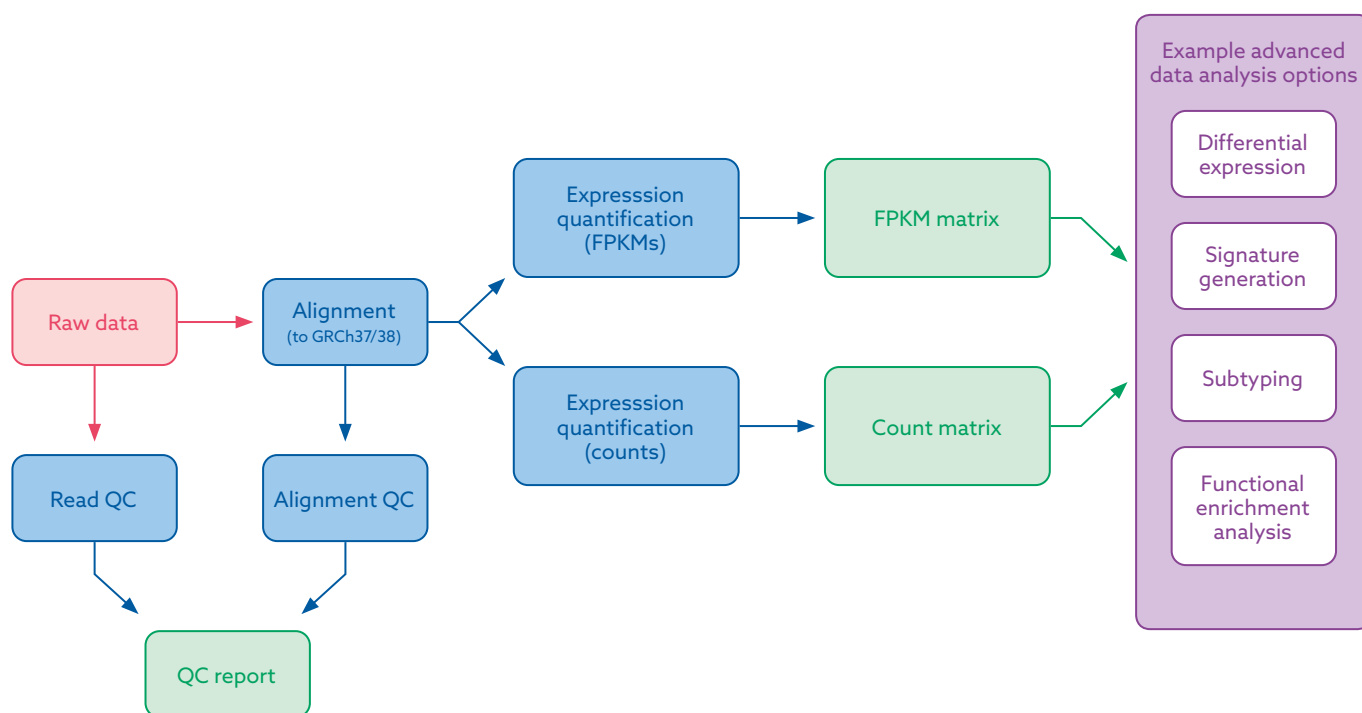 Raw data
Read QC
Alignment
(to GRCh37/38)
Alignment QC
QC report
Expresssion
quantification
(FPKMs)
FPKM matrix
Expresssion
quantification
(counts)
Count matrix
Example advanced
data analysis options
Differential
expression
Signature
generation
Subtyping
Functional
enrichment
analysis